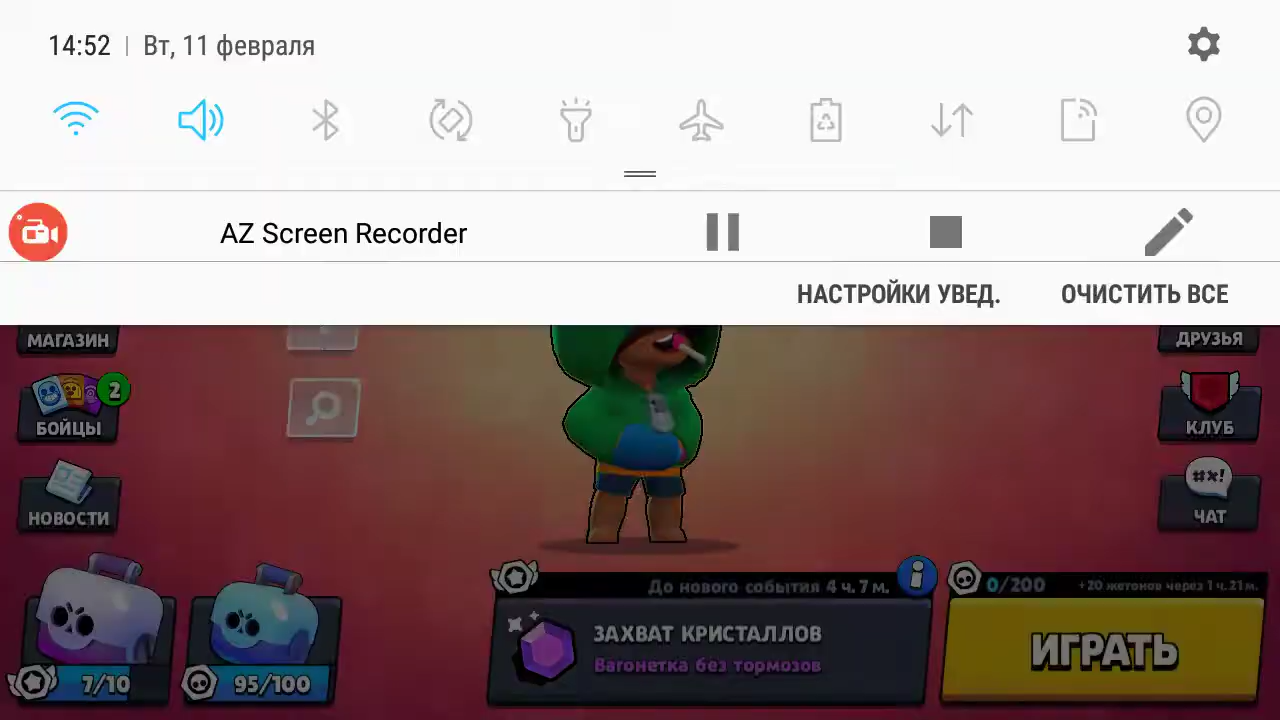 14:52 | Вт, 11 февраля
AZ Screen Recorder
НАСТРОЙКИ УВЕД. ОЧИСТИТЬ ВСЕ
МАГАЗИН
ДРУЗЬЯ
2
БОЙЦЫ
КЛУБ
#x!
НОВОСТИ
ЧАТ
До нового события 4 ч. 7 м.
0/200 +20 жетонов через 1 ч. 21 м.
ЗАХВАТ КРИСТАЛЛОВ
Вагонетка без тормозов
ИГРАТЬ
7/10
95/100